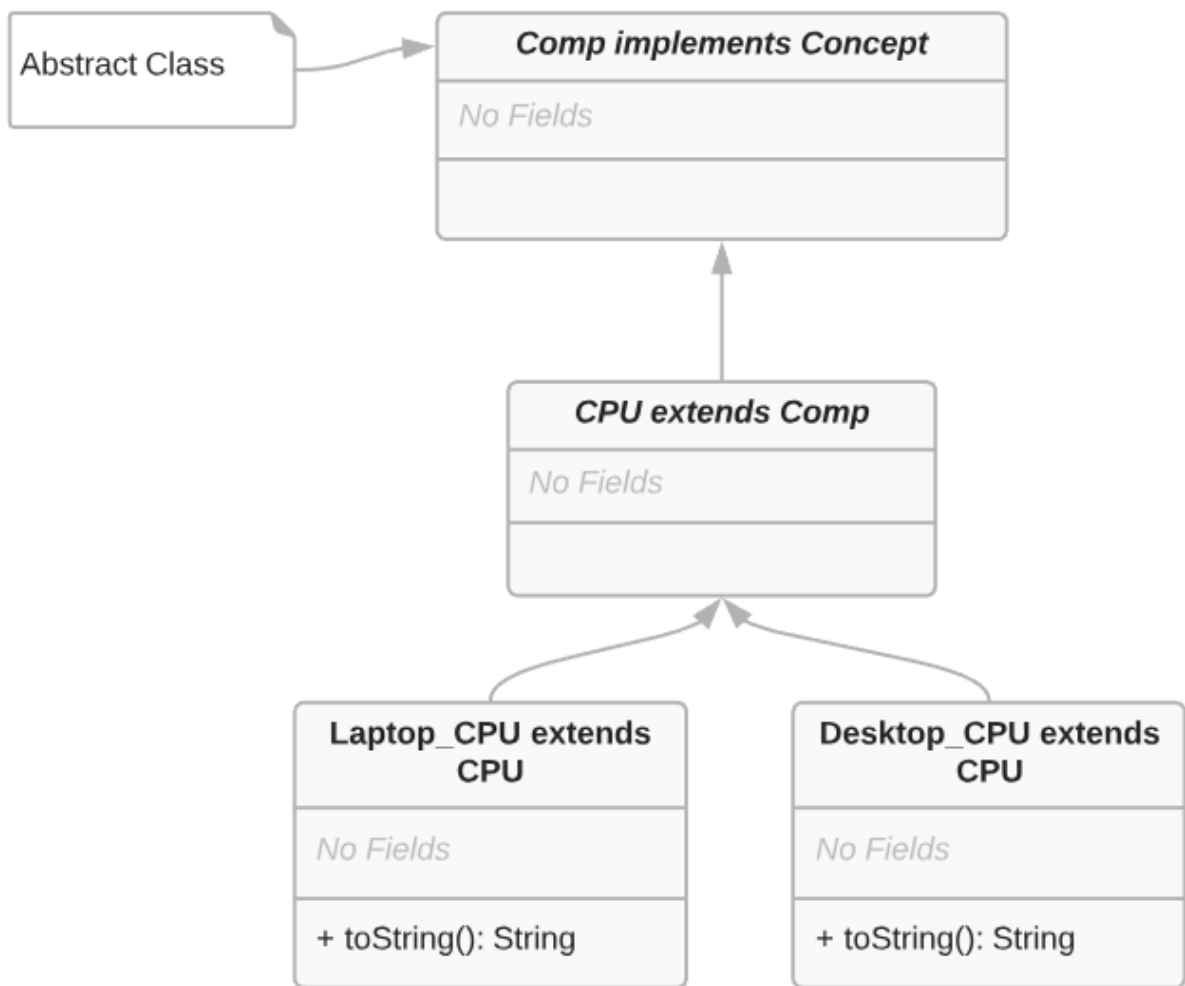 Abstract Class
Comp implements Concept
No Fields
CPU extends Comp
No Fields
Laptop_CPU extends
CPU
No Fields
+ toString(): String
Desktop_CPU extends
CPU
No Fields
+ toString(): String